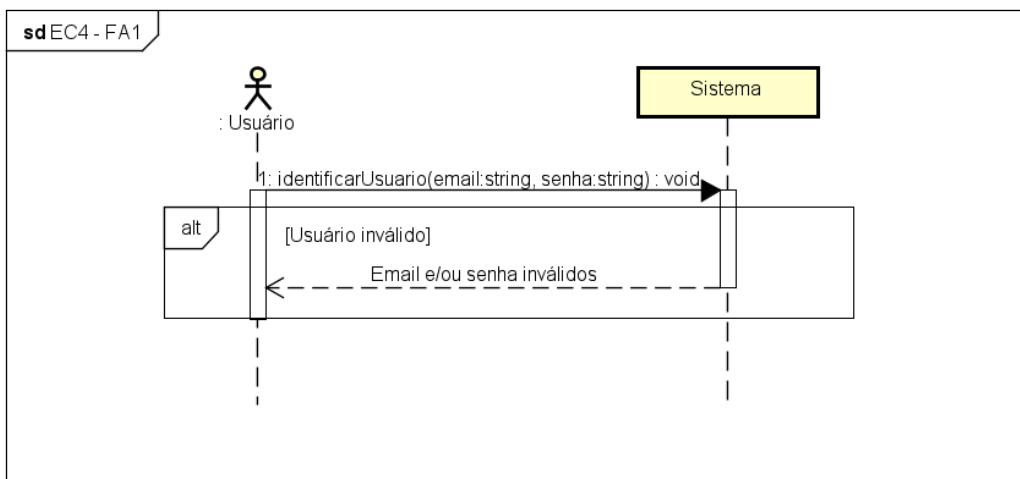 sd EC4 - FA1
: Usuário
Sistema
1: identificarUsuario(email:string, senha:string) : void
alt
[Usuário inválido]
Email e/ou senha inválidos